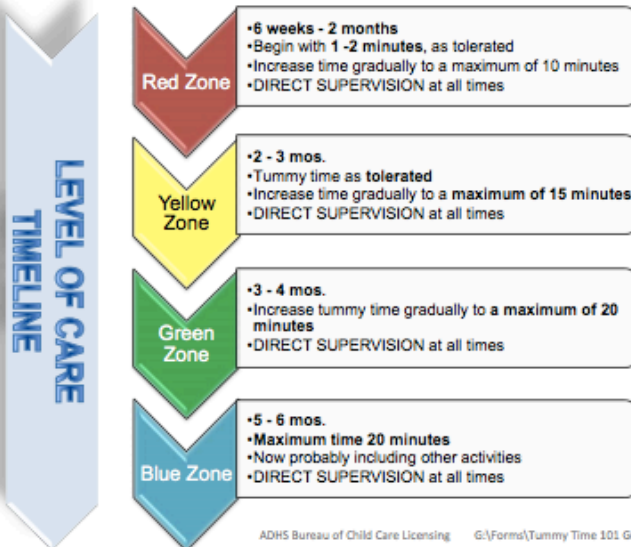 LEVEL OF CARE
TIMELINE
Red Zone
•6 weeks - 2 months
•Begin with 1 -2 minutes, as tolerated
•Increase time gradually to a maximum of 10 minutes
•DIRECT SUPERVISION at all times
Yellow
Zone
•2 - 3 mos.
•Tummy time as tolerated
•Increase time gradually to a maximum of 15 minutes
•DIRECT SUPERVISION at all times
Green
Zone
•3 - 4 mos.
•Increase tummy time gradually to a maximum of 20
minutes
•DIRECT SUPERVISION at all times
Blue Zone
•5 - 6 mos.
•Maximum time 20 minutes
•Now probably including other activities
•DIRECT SUPERVISION at all times
ADHS Bureau of Child Care Licensing G:\Forms\Tummy Time 101 G